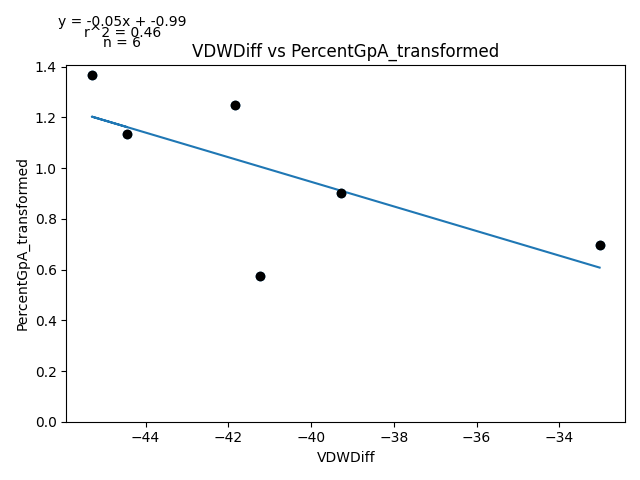 y = -0.05x + -0.99
r^2 = 0.46
n = 6
VDWDiff vs PercentGpA_transformed
PercentGpA_transformed
1.4
1.2
1.0
0.8
0.6
0.4
0.2
0.0
−44
−42
−40
−38
−36
−34
VDWDiff